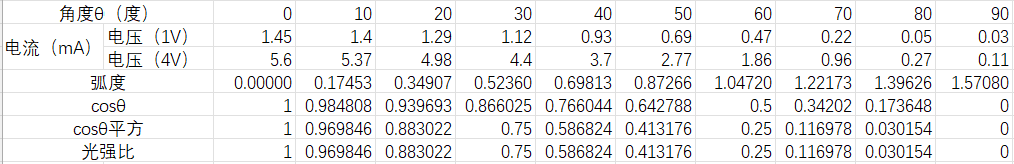 角度θ（度） 0 10 20 30 40 50 60 70 80 90
电流（mA） 电压（1V） 1.45 1.4 1.29 1.12 0.93 0.69 0.47 0.22 0.05 0.03
电压（4V） 5.6 5.37 4.98 4.4 3.7 2.77 1.86 0.96 0.27 0.11
弧度 0.00000 0.17453 0.34907 0.52360 0.69813 0.87266 1.04720 1.22173 1.39626 1.57080
cosθ 1 0.984808 0.939693 0.866025 0.766044 0.642788 0.5 0.34202 0.173648 0
cosθ平方 1 0.969846 0.883022 0.75 0.586824 0.413176 0.25 0.116978 0.030154 0
光强比 1 0.969846 0.883022 0.75 0.586824 0.413176 0.25 0.116978 0.030154 0